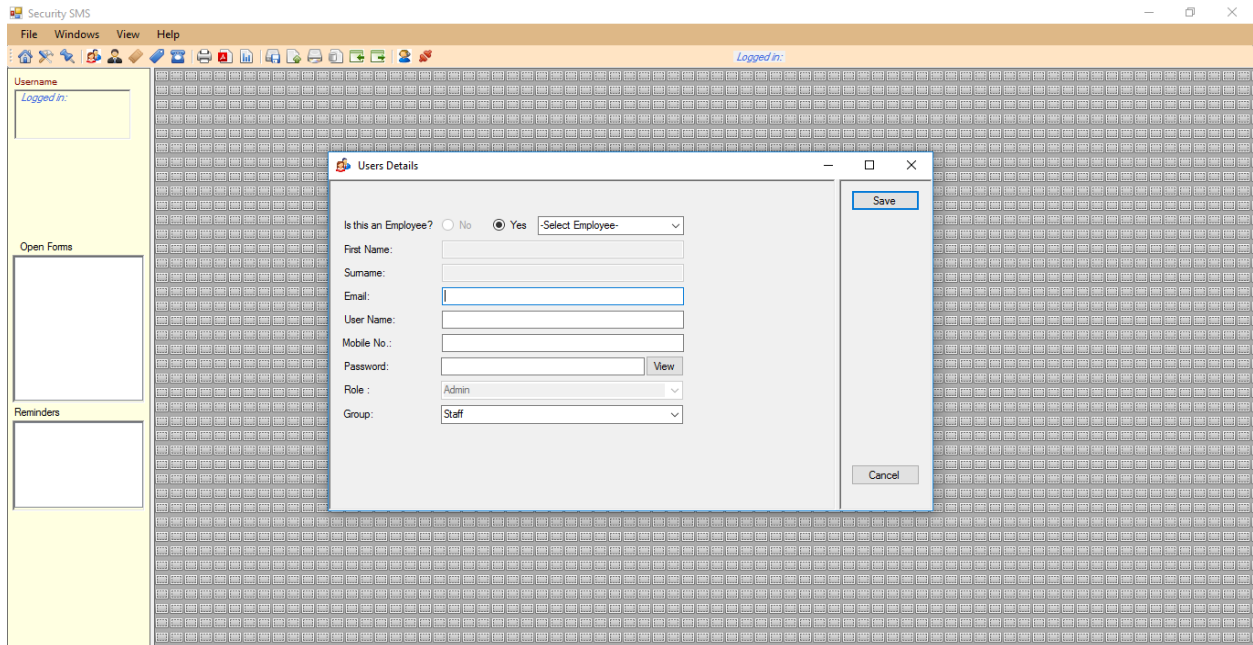 Security SMS
File Windows View Help
Logged in:
Username
Logged in:
Open Forms
Reminders
Users Details
Save
Is this an Employee? No Yes -Select Employee-
First Name:
Surname:
Email:
User Name:
Mobile No.:
Password: View
Role : Admin
Group: Staff
Cancel